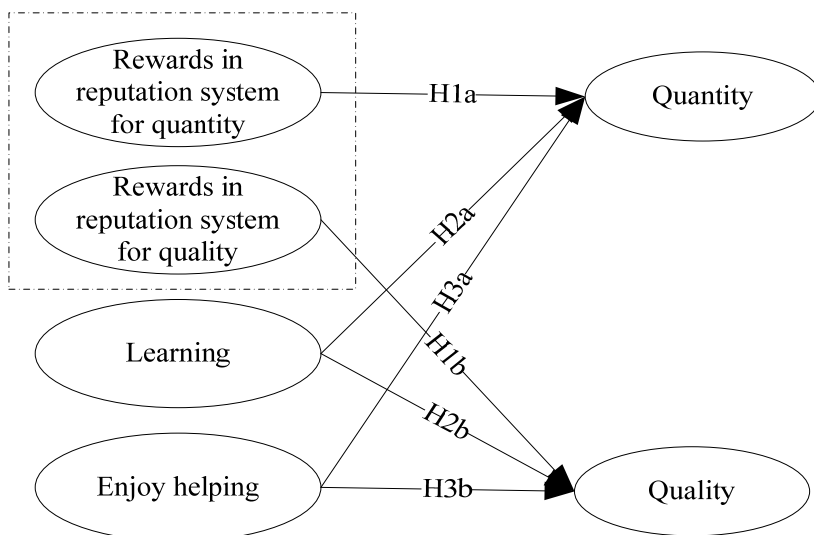 Rewards in
reputation system
for quantity
H1a
Quantity
Rewards in
reputation system
for quality
H2a
H3a
Learning
H1b
H2b
Enjoy helping
H3b
Quality